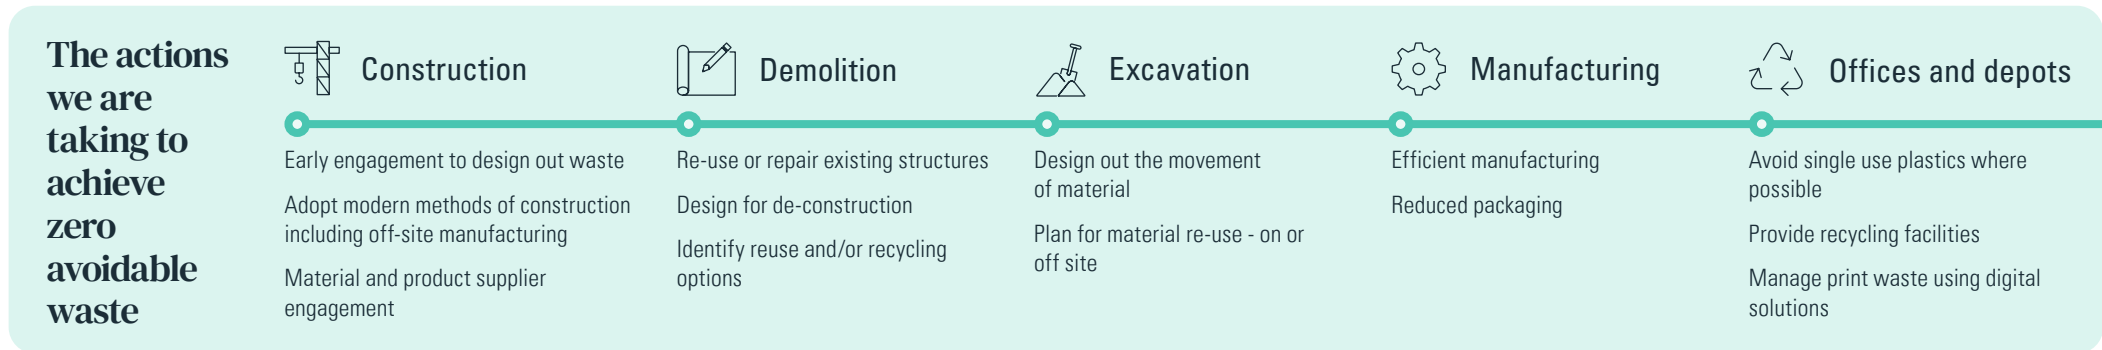 The actions
we are
taking to
achieve
zero
avoidable
waste
Construction
Early engagement to design out waste
Adopt modern methods of construction
including off-site manufacturing
Material and product supplier
engagement
Demolition
Re-use or repair existing structures
Design for de-construction
Identify reuse and/or recycling
options
Excavation
Design out the movement
of material
Plan for material re-use - on or
off site
Manufacturing
Efficient manufacturing
Reduced packaging
Offices and depots
Avoid single use plastics where
possible
Provide recycling facilities
Manage print waste using digital
solutions